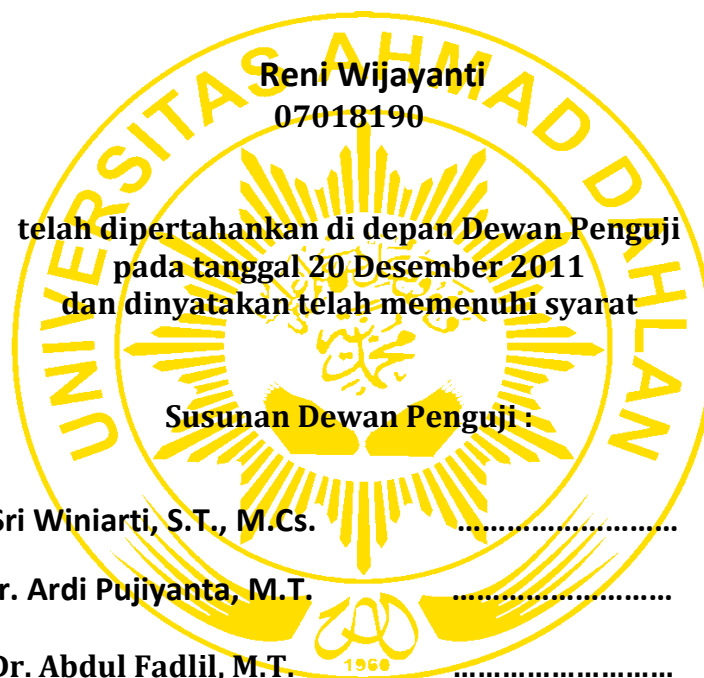 UNIVERSITAS AHMAD DAHLAN
Reni Wijayanti
07018190
telah dipertahankan di depan Dewan Penguji
pada tanggal 20 Desember 2011
dan dinyatakan telah memenuhi syarat
Susunan Dewan Penguji :
Sri Winiarti, S.T., M.Cs. ………………………
r. Ardi Pujiyanta, M.T. ………………………
Dr. Abdul Fadlil, M.T. ………………………
1960